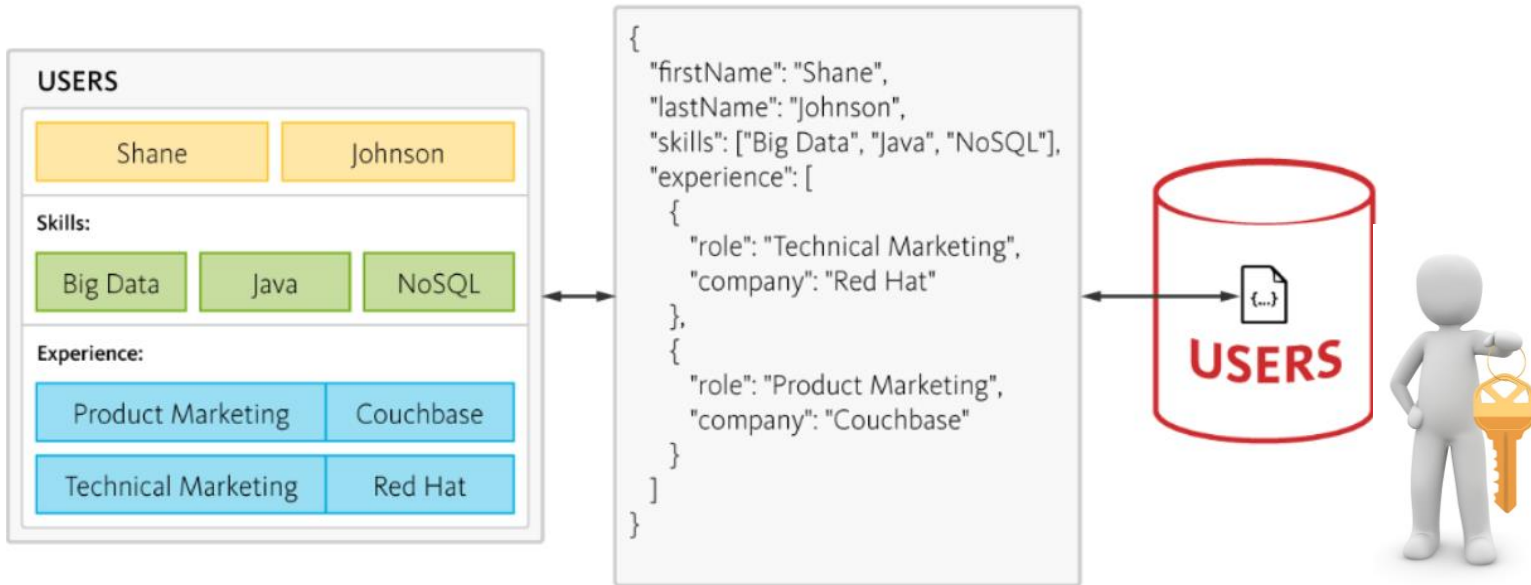 USERS
Shane Johnson
Skills:
Big Data Java NoSQL
Experience:
Product Marketing Couchbase
Technical Marketing Red Hat
{
"firstName": "Shane",
"lastName": "Johnson",
"skills": ["Big Data", "Java", "NoSQL"],
"experience": [
{
"role": "Technical Marketing",
"company": "Red Hat"
},
{
"role": "Product Marketing",
"company": "Couchbase"
}
]
}
{...}
USERS